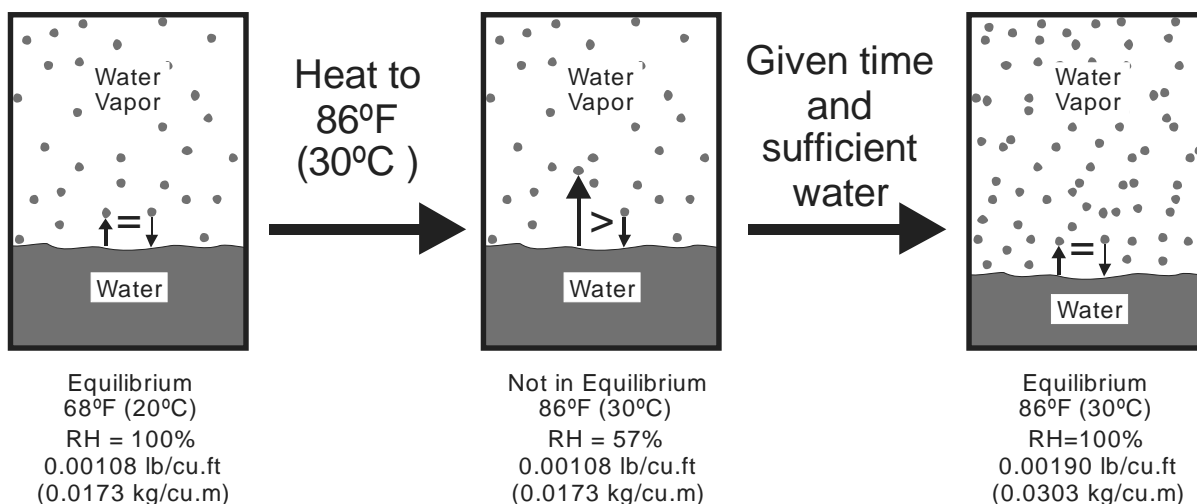 Water
Vapor
=
Water
Equilibrium
68ºF (20ºC)
RH = 100%
0.00108 lb/cu.ft
(0.0173 kg/cu.m)
Heat to
86ºF
(30ºC )
Water
Vapor
>
Water
Not in Equilibrium
86ºF (30ºC)
RH = 57%
0.00108 lb/cu.ft
(0.0173 kg/cu.m)
Given time
and
sufficient
water
Water
Vapor
=
Water
Equilibrium
86ºF (30ºC)
RH=100%
0.00190 lb/cu.ft
(0.0303 kg/cu.m)